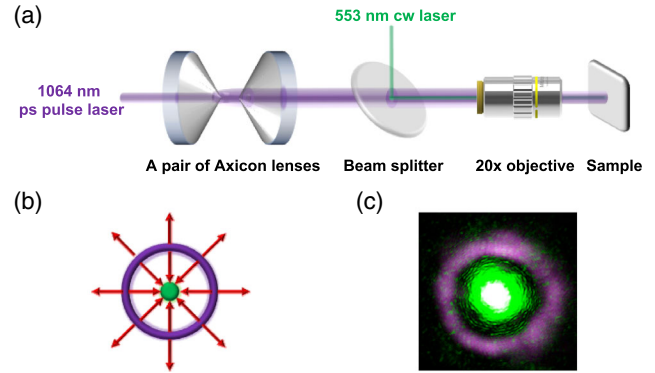 (a)
553 nm cw laser
1064 nm
ps pulse laser
A pair of Axicon lenses
Beam splitter
20x objective
Sample
(b)
(c)